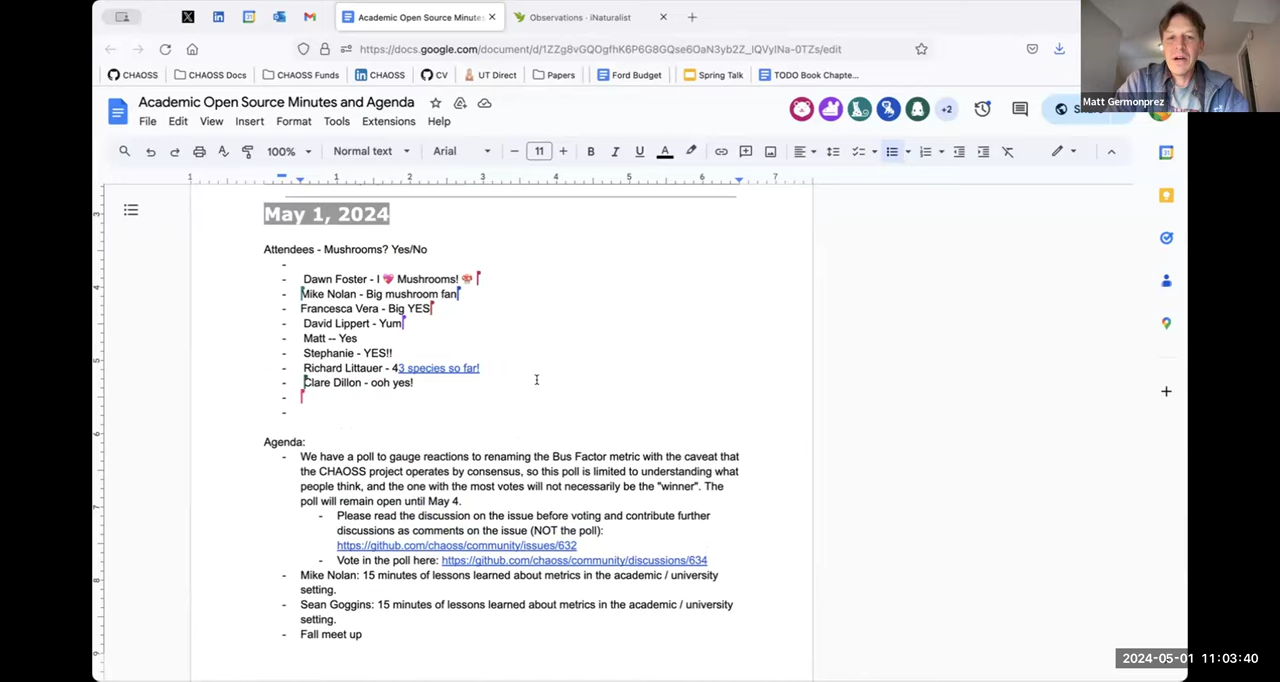 Academic Open Source Minutes
Observations · iNaturalist
https://docs.google.com/document/d/1ZZg8vGQOgfhK6P6G8GQse6OaN3yb2Z_lQVylNa-0TZs/edit
CHAOSS
CHAOSS Docs
CHAOSS Funds
CHAOSS
CV
UT Direct
Papers
Ford Budget
Spring Talk
TODO Book Chapte...
Matt Germonprez
Academic Open Source Minutes and Agenda
+2
File Edit View Insert Format Tools Extensions Help
100% Normal text Arial 11
1 1 2 3 4 5 6 7
May 1, 2024
Attendees - Mushrooms? Yes/No
-
- Dawn Foster - I 💖 Mushrooms! 🍄
- Mike Nolan - Big mushroom fan
- Francesca Vera - Big YES
- David Lippert - Yum
- Matt -- Yes
- Stephanie - YES!!
- Richard Littauer - 43 species so far!
- Clare Dillon - ooh yes!
-
-
Agenda:
- We have a poll to gauge reactions to renaming the Bus Factor metric with the caveat that
the CHAOSS project operates by consensus, so this poll is limited to understanding what
people think, and the one with the most votes will not necessarily be the "winner". The
poll will remain open until May 4.
- Please read the discussion on the issue before voting and contribute further
discussions as comments on the issue (NOT the poll):
https://github.com/chaoss/community/issues/632
- Vote in the poll here: https://github.com/chaoss/community/discussions/634
- Mike Nolan: 15 minutes of lessons learned about metrics in the academic / university
setting.
- Sean Goggins: 15 minutes of lessons learned about metrics in the academic / university
setting.
- Fall meet up
2024-05-01 11:03:40